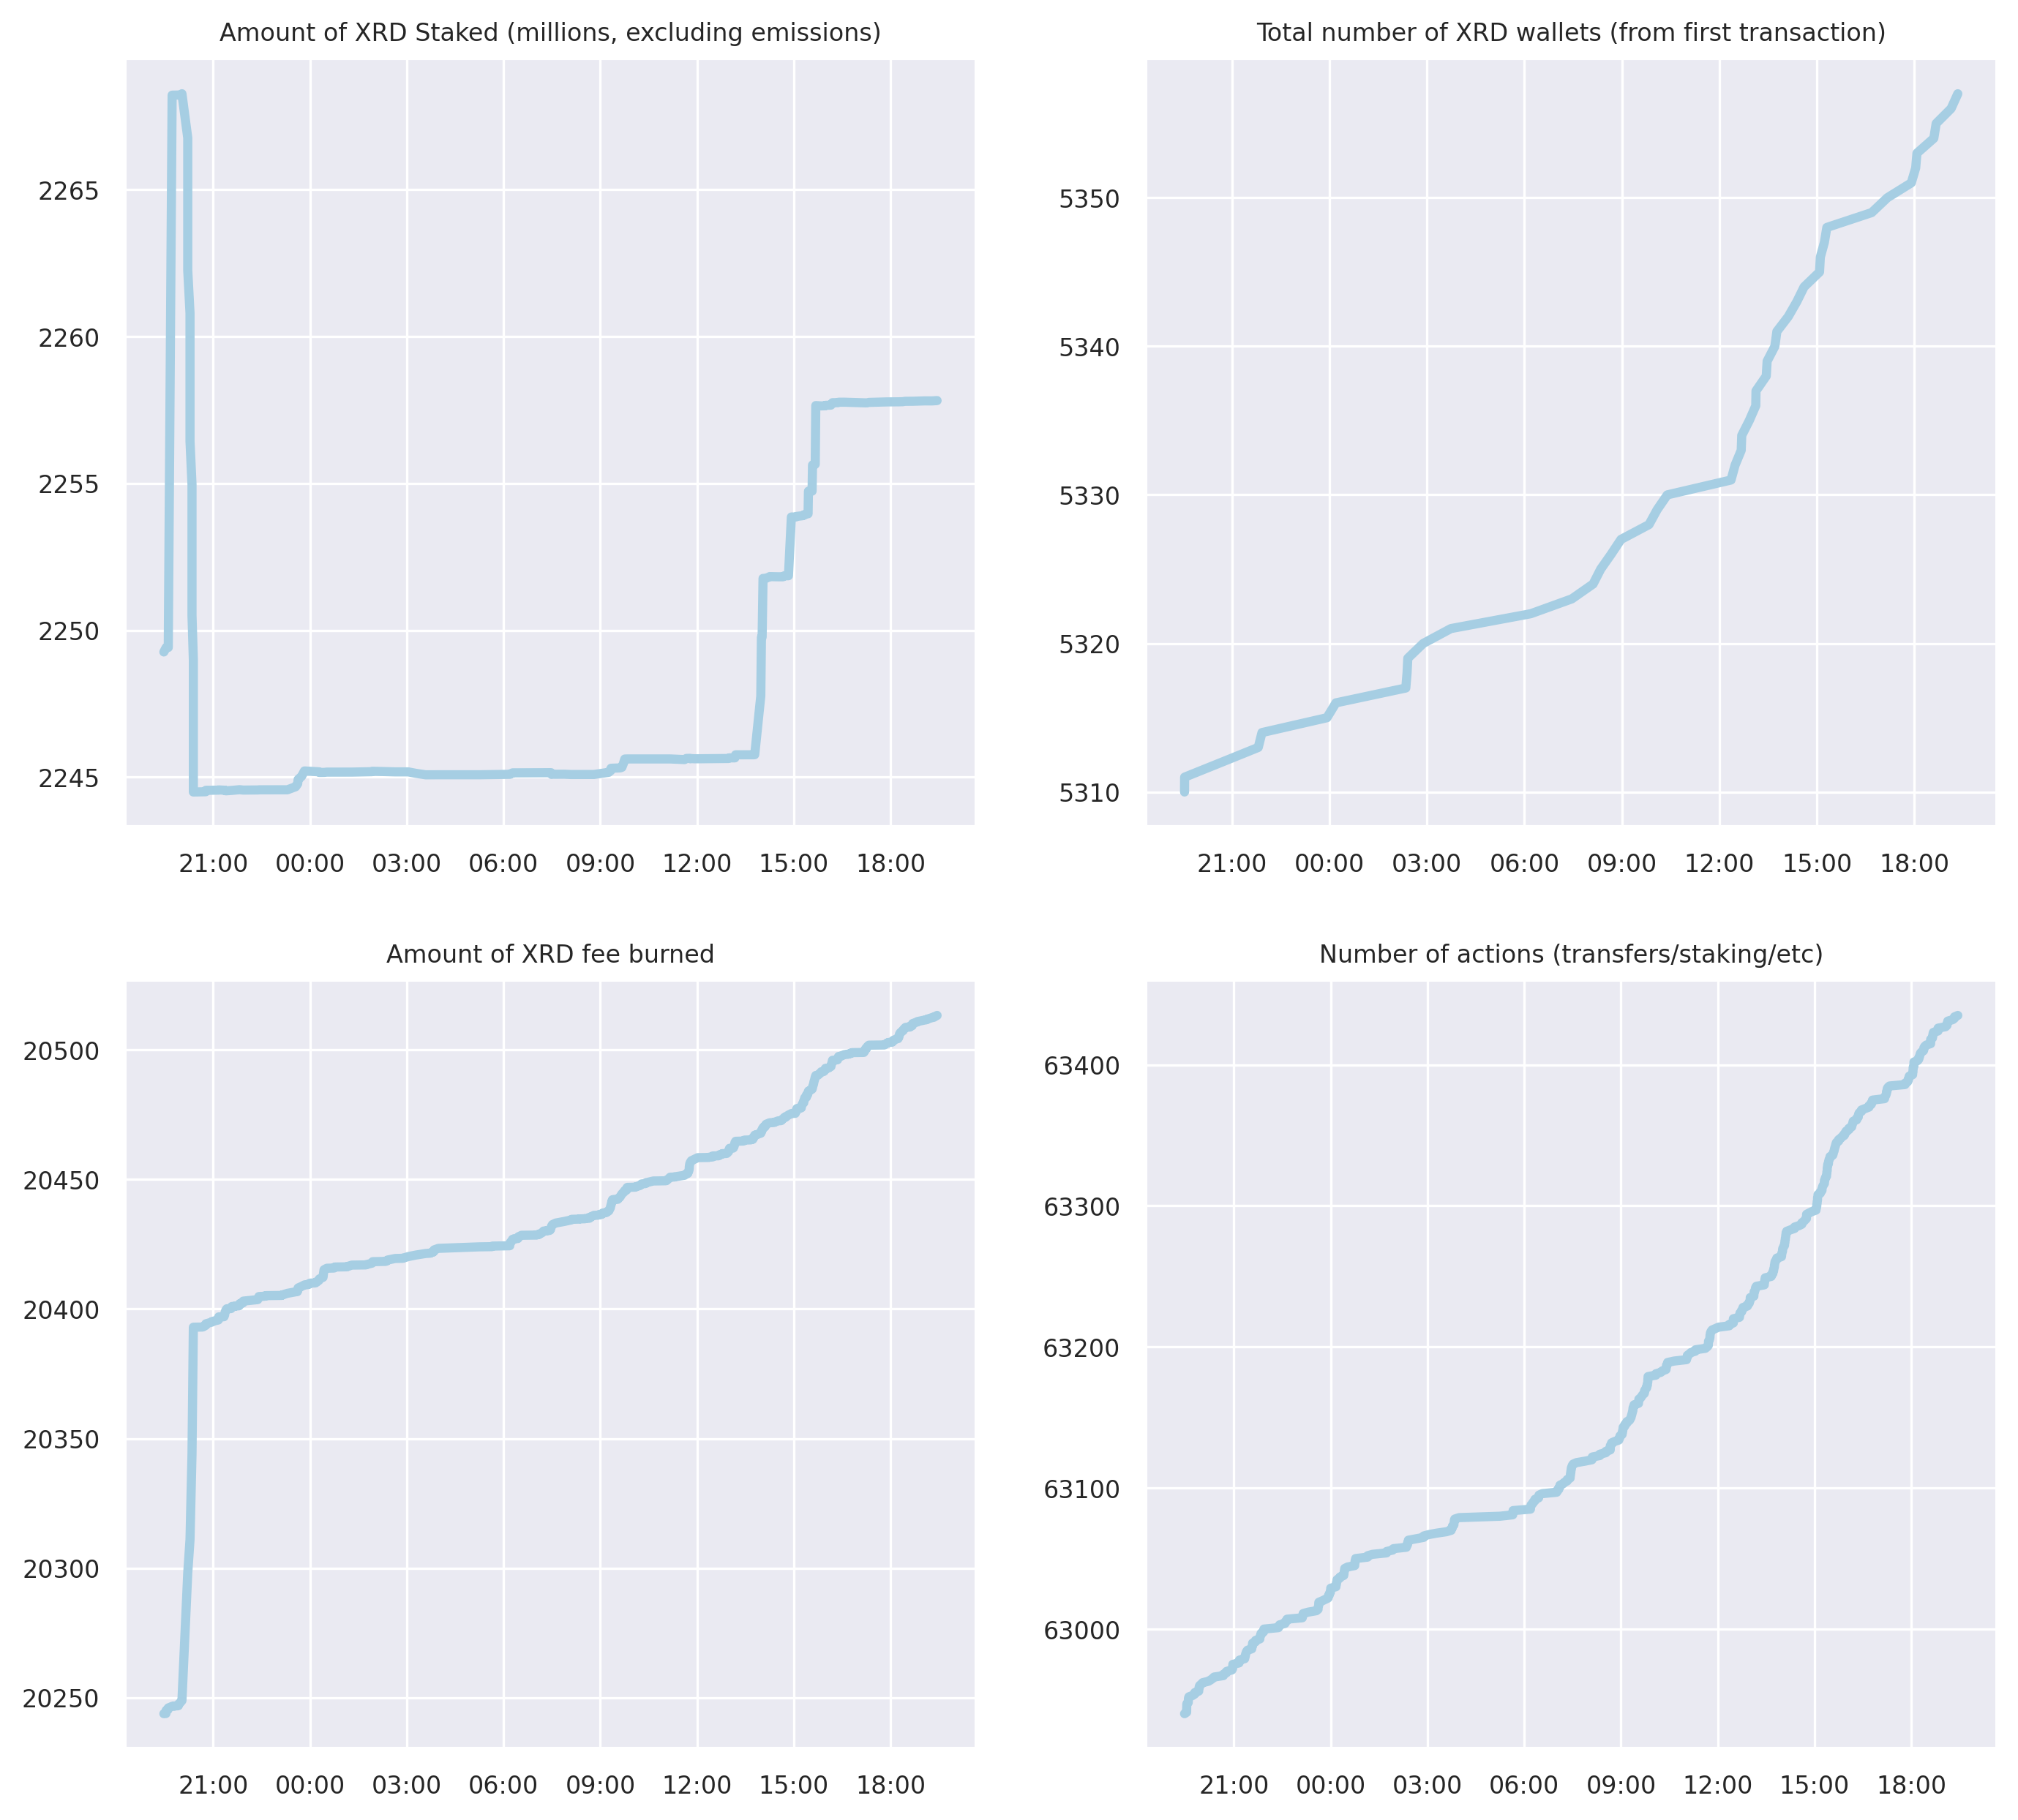 Amount of XRD Staked (millions, excluding emissions)
2265
2260
2255
2250
2245
21:00 00:00 03:00 06:00 09:00 12:00 15:00 18:00
Total number of XRD wallets (from first transaction)
5350
5340
5330
5320
5310
21:00 00:00 03:00 06:00 09:00 12:00 15:00 18:00
Amount of XRD fee burned
20500
20450
20400
20350
20300
20250
21:00 00:00 03:00 06:00 09:00 12:00 15:00 18:00
Number of actions (transfers/staking/etc)
63400
63300
63200
63100
63000
21:00 00:00 03:00 06:00 09:00 12:00 15:00 18:00